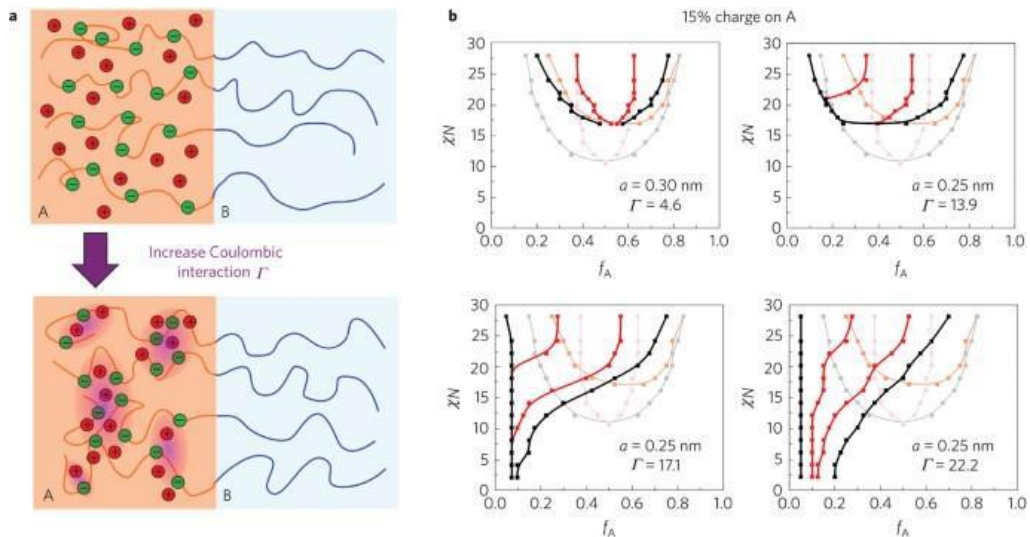 a
A
B
Increase Coulombic
interaction Γ
A
B
b
15% charge on A
30
25
20
15
10
5
0
χN
a = 0.30 nm
Γ = 4.6
0.0 0.2 0.4 0.6 0.8 1.0
fA
30
25
20
15
10
5
0
χN
a = 0.25 nm
Γ = 13.9
0.0 0.2 0.4 0.6 0.8 1.0
fA
30
25
20
15
10
5
0
χN
a = 0.25 nm
Γ = 17.1
0.0 0.2 0.4 0.6 0.8 1.0
fA
30
25
20
15
10
5
0
χN
a = 0.25 nm
Γ = 22.2
0.0 0.2 0.4 0.6 0.8 1.0
fA